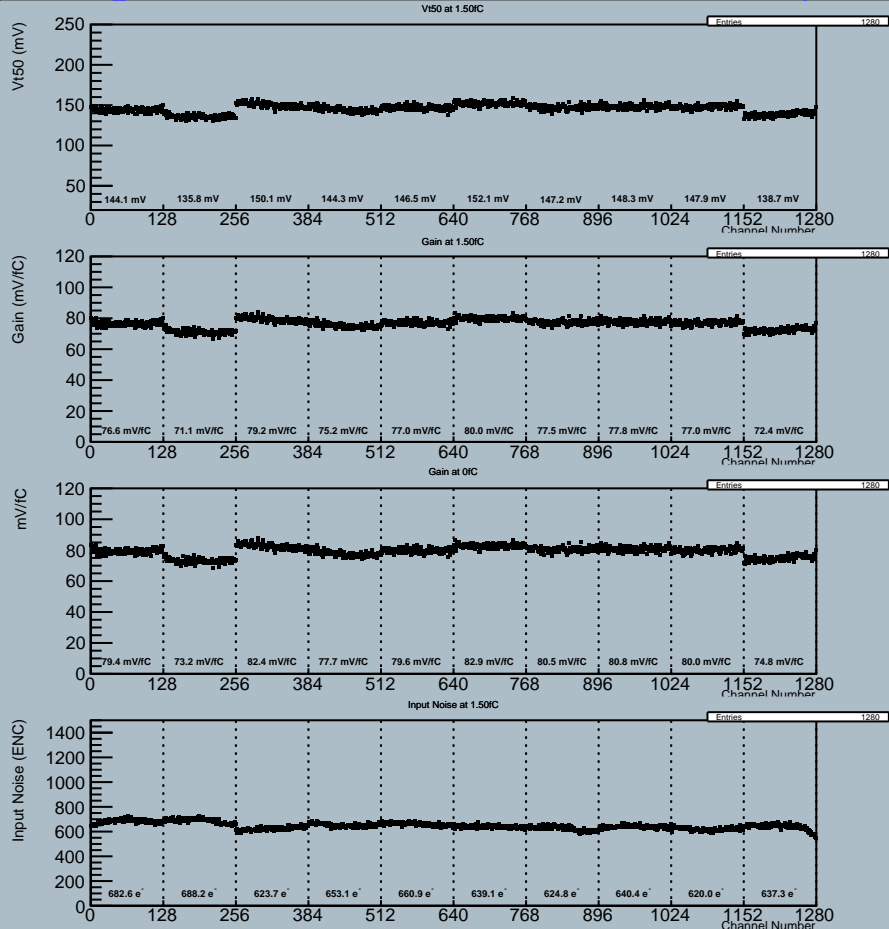 Vt50 at 1.50fC
Entries 1280
Vt50 (mV)
250
200
150
100
50
144.1 mV 135.8 mV 150.1 mV 144.3 mV 146.5 mV 152.1 mV 147.2 mV 148.3 mV 147.9 mV 138.7 mV
0 128 256 384 512 640 768 896 1024 1152 1280
Channel Number
Gain at 1.50fC
Entries 1280
Gain (mV/fC)
120
100
80
60
40
20
0
76.6 mV/fC 71.1 mV/fC 79.2 mV/fC 75.2 mV/fC 77.0 mV/fC 80.0 mV/fC 77.5 mV/fC 77.8 mV/fC 77.0 mV/fC 72.4 mV/fC
0 128 256 384 512 640 768 896 1024 1152 1280
Channel Number
Gain at 0fC
Entries 1280
mV/fC
120
100
80
60
40
20
0
79.4 mV/fC 73.2 mV/fC 82.4 mV/fC 77.7 mV/fC 79.6 mV/fC 82.9 mV/fC 80.5 mV/fC 80.8 mV/fC 80.0 mV/fC 74.8 mV/fC
0 128 256 384 512 640 768 896 1024 1152 1280
Channel Number
Input Noise at 1.50fC
Entries 1280
Input Noise (ENC)
1400
1200
1000
800
600
400
200
0
682.6 e⁻ 688.2 e⁻ 623.7 e⁻ 653.1 e⁻ 660.9 e⁻ 639.1 e⁻ 624.8 e⁻ 640.4 e⁻ 620.0 e⁻ 637.3 e⁻
0 128 256 384 512 640 768 896 1024 1152 1280
Channel Number